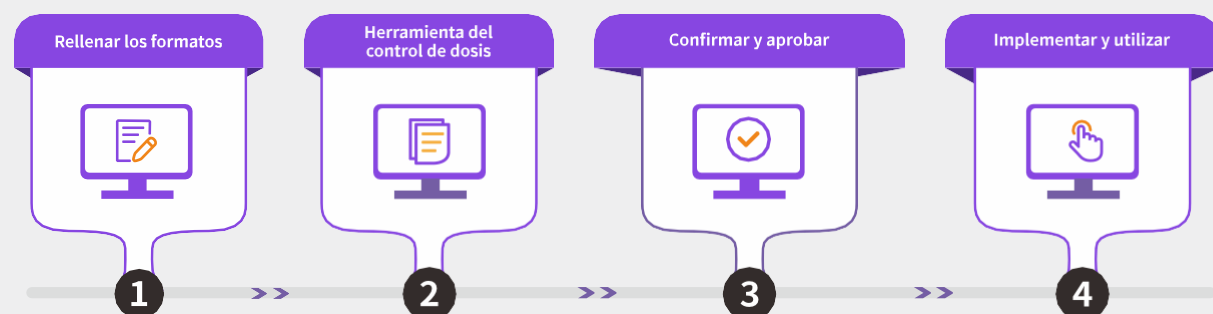 Rellenar los formatos
Herramienta del
control de dosis
Confirmar y aprobar
Implementar y utilizar
1
2
3
4